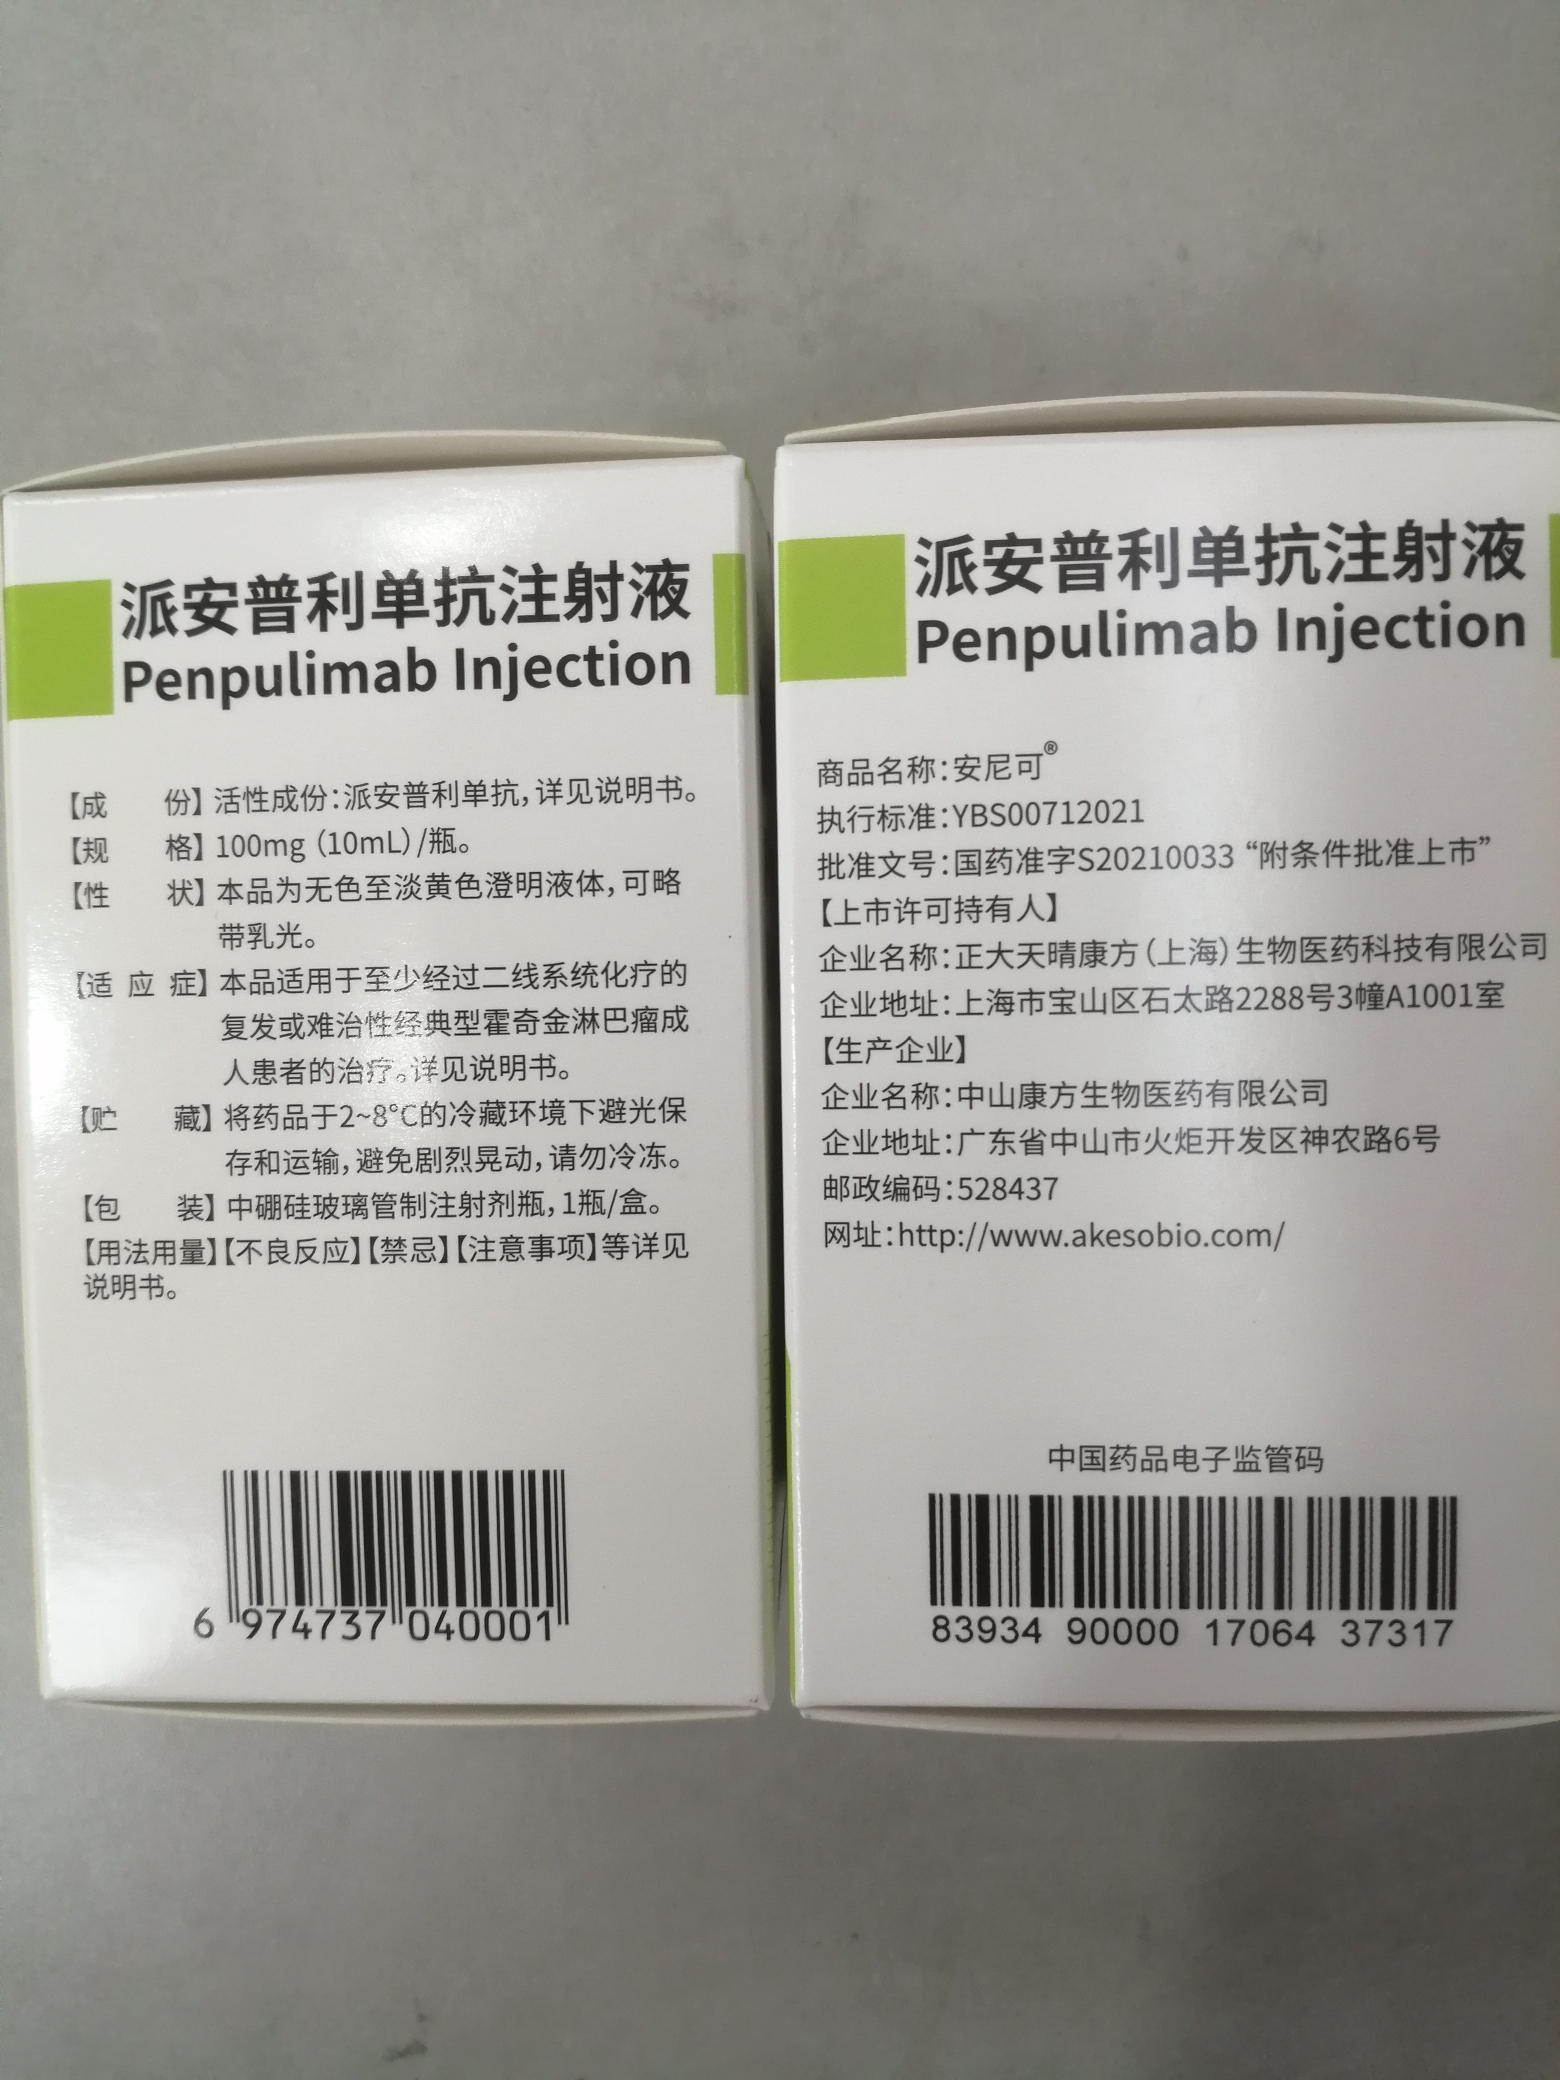 派安普利单抗注射液
Penpulimab Injection
【成 份】活性成份：派安普利单抗，详见说明书。
【规 格】100mg（10mL）/瓶。
【性 状】本品为无色至淡黄色澄明液体，可略
带乳光。
【适 应 症】本品适用于至少经过二线系统化疗的
复发或难治性经典型霍奇金淋巴瘤成
人患者的治疗。详见说明书。
【贮 藏】将药品于2~8°C的冷藏环境下避光保
存和运输，避免剧烈晃动，请勿冷冻。
【包 装】中硼硅玻璃管制注射剂瓶，1瓶/盒。
【用法用量】【不良反应】【禁忌】【注意事项】等详见
说明书。
6 974737 040001
派安普利单抗注射液
Penpulimab Injection
商品名称：安尼可®
执行标准：YBS00712021
批准文号：国药准字S20210033 “附条件批准上市”
【上市许可持有人】
企业名称：正大天晴康方（上海）生物医药科技有限公司
企业地址：上海市宝山区石太路2288号3幢A1001室
【生产企业】
企业名称：中山康方生物医药有限公司
企业地址：广东省中山市火炬开发区神农路6号
邮政编码：528437
网址：http://www.akesobio.com/
中国药品电子监管码
83934 90000 17064 37317